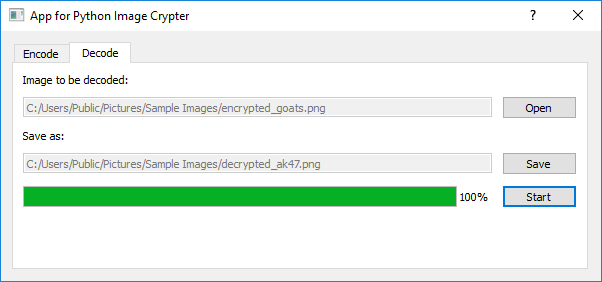 App for Python Image Crypter
?
Encode Decode
Image to be decoded:
C:/Users/Public/Pictures/Sample Images/encrypted_goats.png Open
Save as:
C:/Users/Public/Pictures/Sample Images/decrypted_ak47.png Save
100% Start